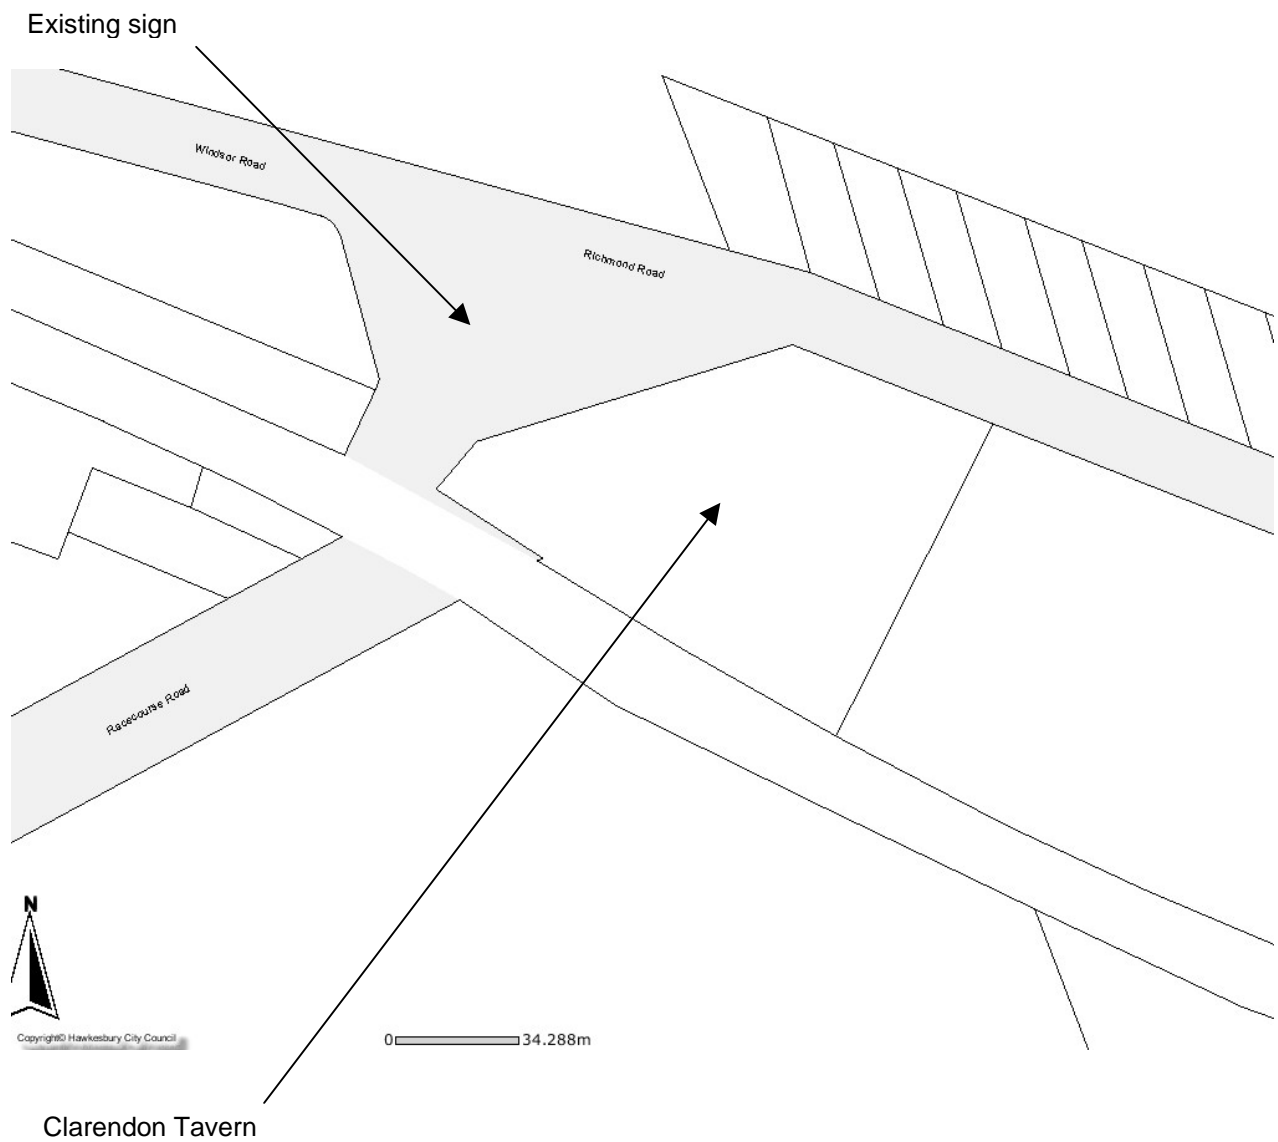 Existing sign
Windsor Road
Richmond Road
Racecourse Road
N
Copyright© Hawkesbury City Council
0 34.288m
Clarendon Tavern